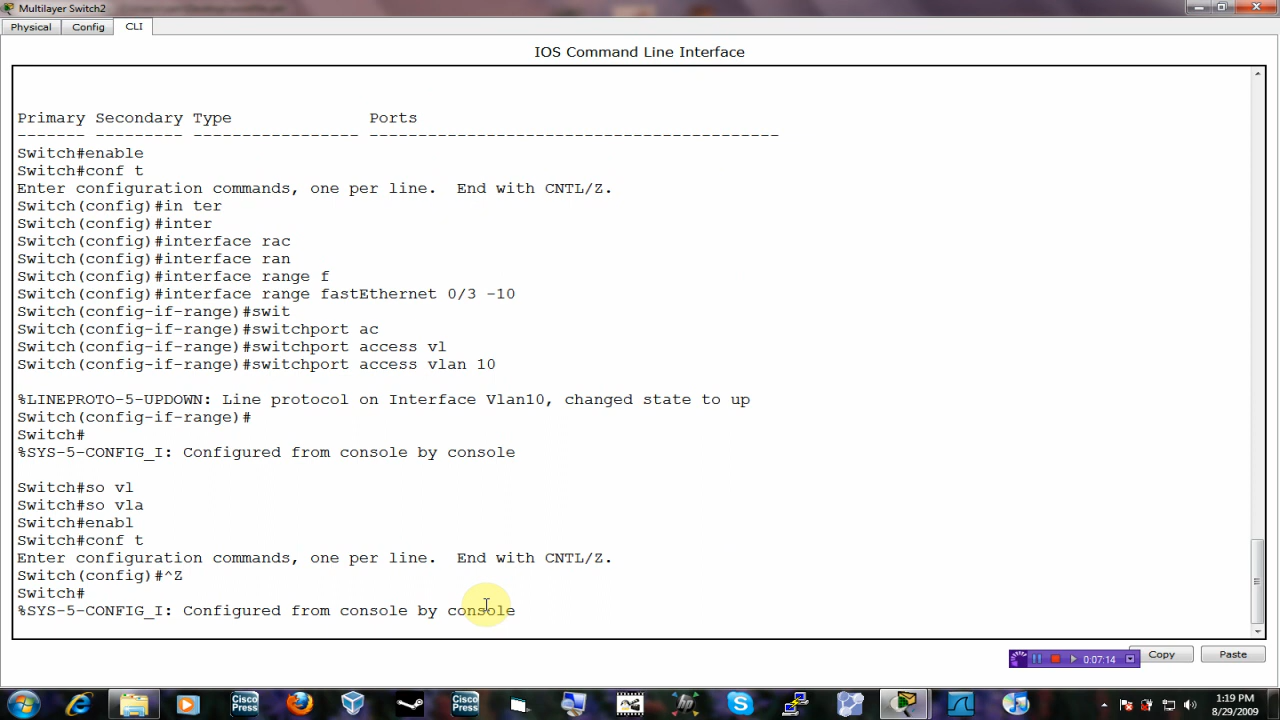 Multilayer Switch2
Physical
Config
CLI
IOS Command Line Interface
Primary Secondary Type Ports
------- --------- ----------------- ------------------------------------------
Switch#enable
Switch#conf t
Enter configuration commands, one per line.  End with CNTL/Z.
Switch(config)#in ter
Switch(config)#inter
Switch(config)#interface rac
Switch(config)#interface ran
Switch(config)#interface range f
Switch(config)#interface range fastEthernet 0/3 -10
Switch(config-if-range)#swit
Switch(config-if-range)#switchport ac
Switch(config-if-range)#switchport access vl
Switch(config-if-range)#switchport access vlan 10
%LINEPROTO-5-UPDOWN: Line protocol on Interface Vlan10, changed state to up
Switch(config-if-range)#
Switch#
%SYS-5-CONFIG_I: Configured from console by console
Switch#so vl
Switch#so vla
Switch#enabl
Switch#conf t
Enter configuration commands, one per line.  End with CNTL/Z.
Switch(config)#^Z
Switch#
%SYS-5-CONFIG_I: Configured from console by console
0:07:14
Copy
Paste
Cisco Press
Cisco Press
1:19 PM
8/29/2009